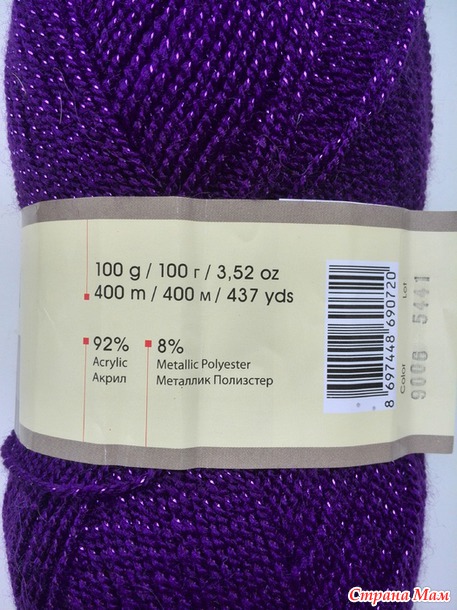 100 g / 100 г / 3,52 oz
400 m / 400 м / 437 yds
92%
Acrylic
Акрил
8%
Metallic Polyester
Металлик Полиэстер
8 697448 690720
Color Lot
9006 5441
Страна Мам